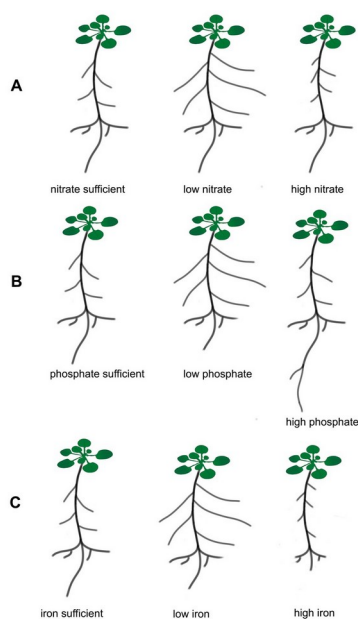 A
nitrate sufficient low nitrate high nitrate
B
phosphate sufficient low phosphate
high phosphate
C
iron sufficient low iron high iron